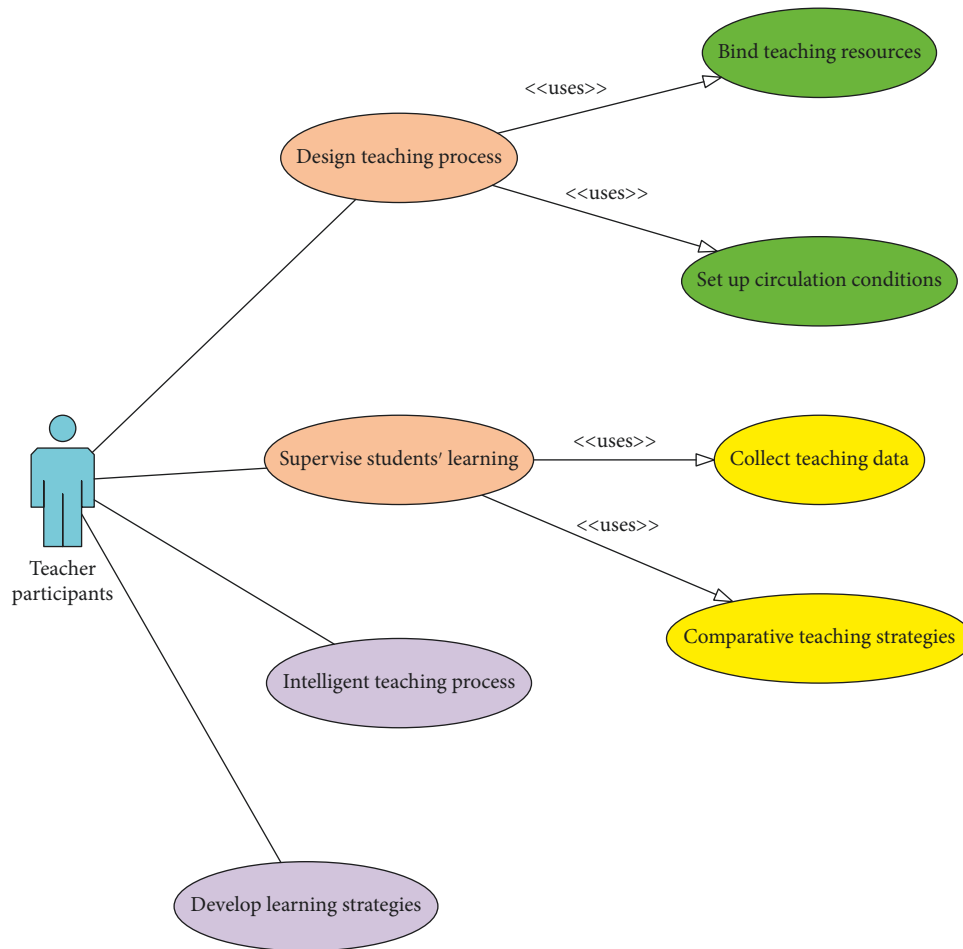 Bind teaching resources
<<uses>>
Design teaching process
<<uses>>
Set up circulation conditions
<<uses>>
Supervise students' learning
Collect teaching data
<<uses>>
Teacher
participants
Comparative teaching strategies
Intelligent teaching process
Develop learning strategies